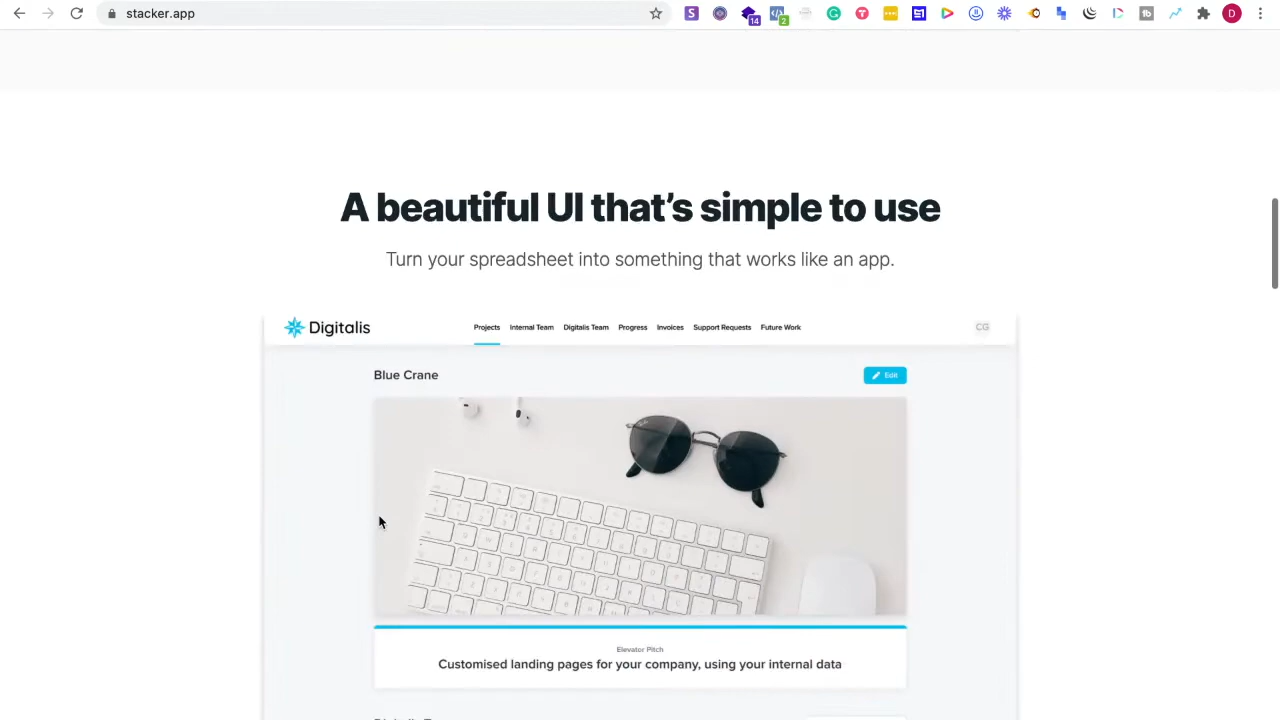 stacker.app
14
2
D
A beautiful UI that’s simple to use
Turn your spreadsheet into something that works like an app.
Digitalis
Projects Internal Team Digitalis Team Progress Invoices Support Requests Future Work
CG
Blue Crane
Edit
Elevator Pitch
Customised landing pages for your company, using your internal data